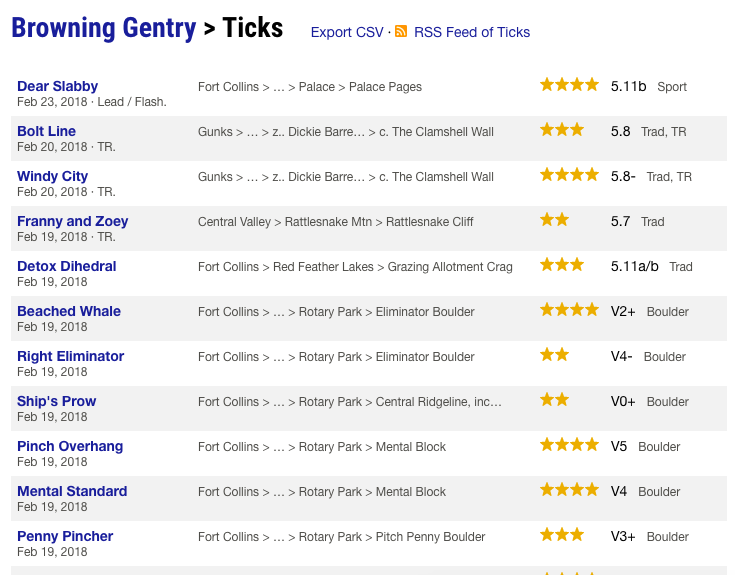 Browning Gentry > Ticks Export CSV · RSS Feed of Ticks
Dear Slabby Fort Collins > ... > Palace > Palace Pages 5.11b Sport
Feb 23, 2018 · Lead / Flash.
Bolt Line Gunks > ... > z.. Dickie Barre... > c. The Clamshell Wall 5.8 Trad, TR
Feb 20, 2018 · TR.
Windy City Gunks > ... > z.. Dickie Barre... > c. The Clamshell Wall 5.8- Trad, TR
Feb 20, 2018 · TR.
Franny and Zoey Central Valley > Rattlesnake Mtn > Rattlesnake Cliff 5.7 Trad
Feb 19, 2018 · TR.
Detox Dihedral Fort Collins > Red Feather Lakes > Grazing Allotment Crag 5.11a/b Trad
Feb 19, 2018
Beached Whale Fort Collins > ... > Rotary Park > Eliminator Boulder V2+ Boulder
Feb 19, 2018
Right Eliminator Fort Collins > ... > Rotary Park > Eliminator Boulder V4- Boulder
Feb 19, 2018
Ship's Prow Fort Collins > ... > Rotary Park > Central Ridgeline, inc... V0+ Boulder
Feb 19, 2018
Pinch Overhang Fort Collins > ... > Rotary Park > Mental Block V5 Boulder
Feb 19, 2018
Mental Standard Fort Collins > ... > Rotary Park > Mental Block V4 Boulder
Feb 19, 2018
Penny Pincher Fort Collins > ... > Rotary Park > Pitch Penny Boulder V3+ Boulder
Feb 19, 2018